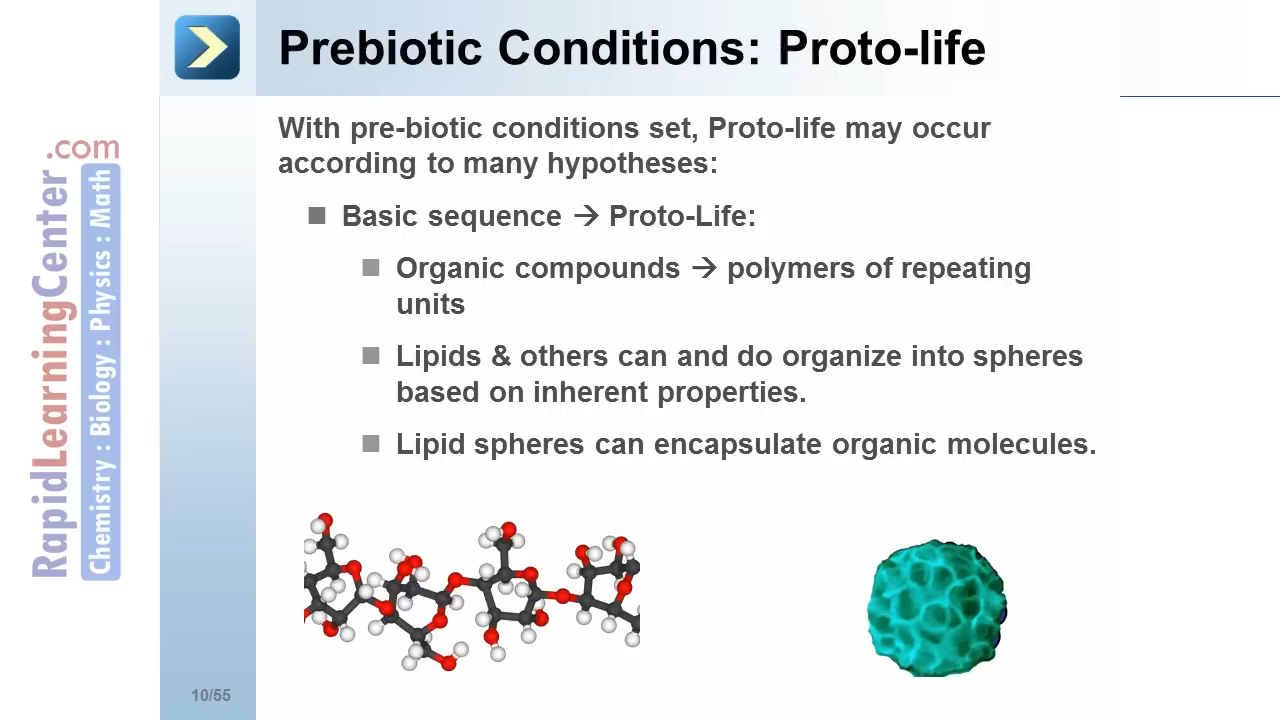 Prebiotic Conditions: Proto-life
With pre-biotic conditions set, Proto-life may occur
according to many hypotheses:
Basic sequence → Proto-Life:
Organic compounds → polymers of repeating
units
Lipids & others can and do organize into spheres
based on inherent properties.
Lipid spheres can encapsulate organic molecules.
RapidLearningCenter.com
Chemistry : Biology : Physics : Math
10/55